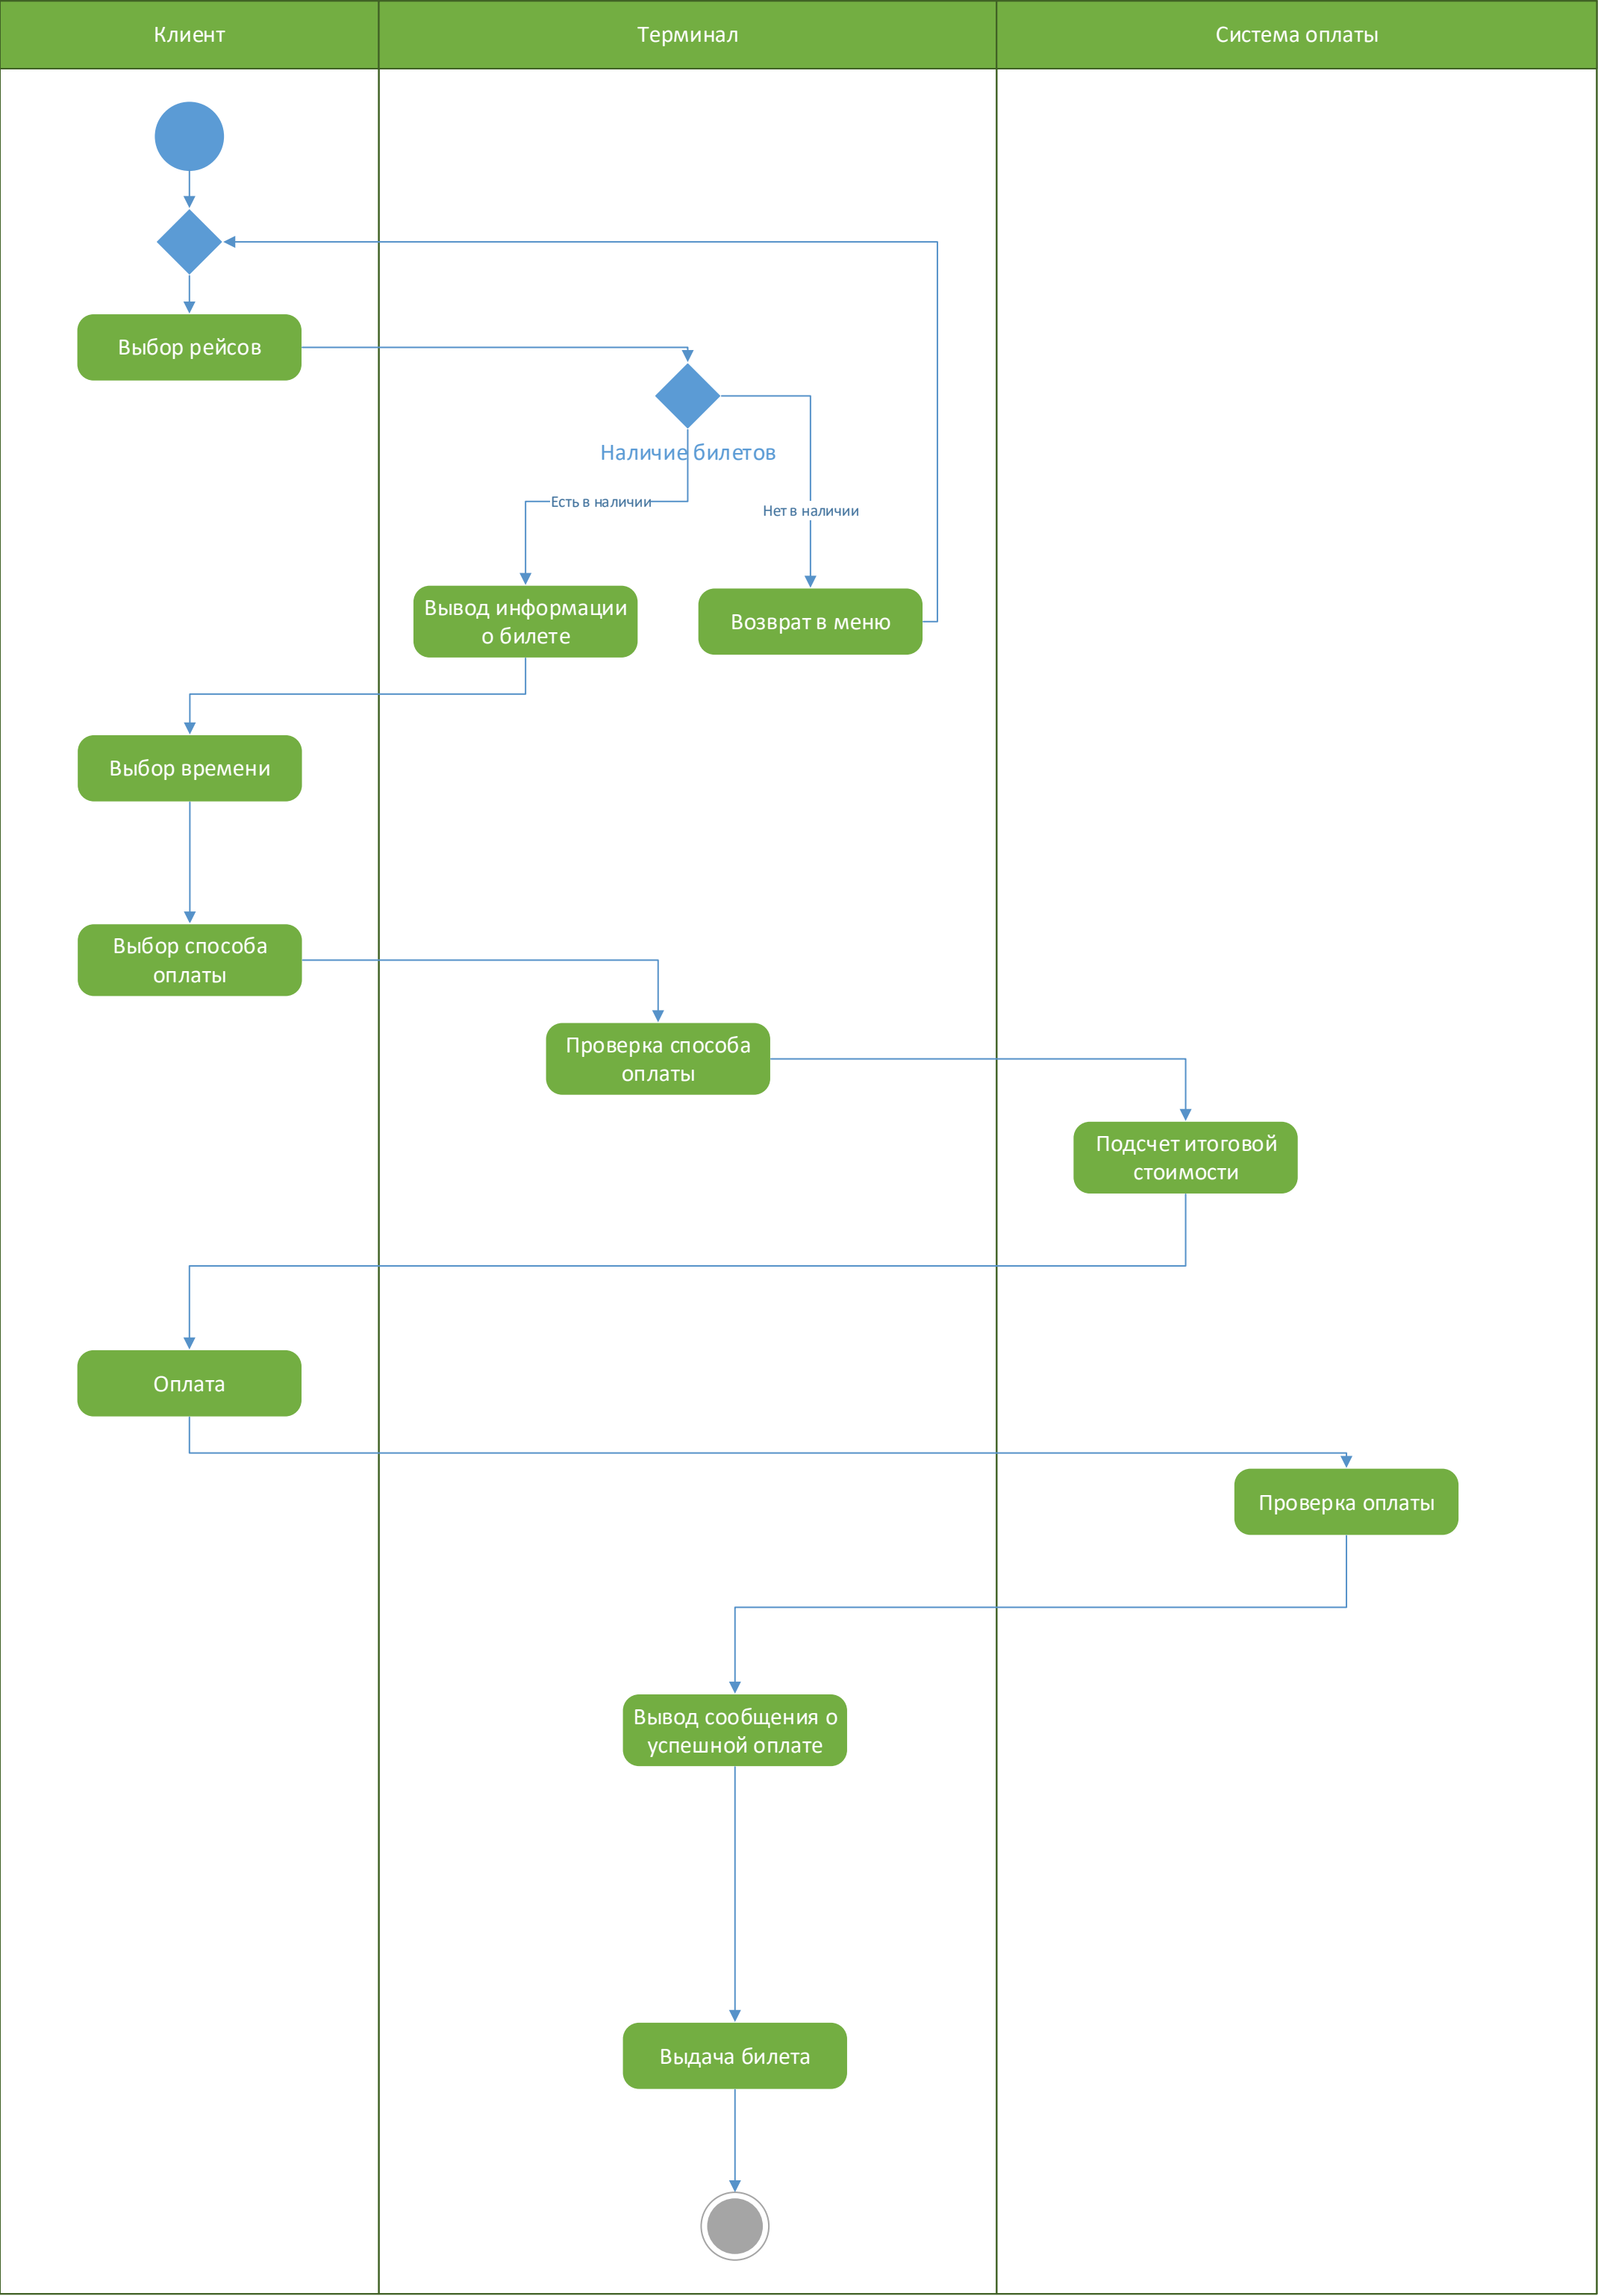 Клиент
Терминал
Система оплаты
Выбор рейсов
Наличие билетов
Есть в наличии
Нет в наличии
Вывод информации
о билете
Возврат в меню
Выбор времени
Выбор способа
оплаты
Проверка способа
оплаты
Подсчет итоговой
стоимости
Оплата
Проверка оплаты
Вывод сообщения о
успешной оплате
Выдача билета